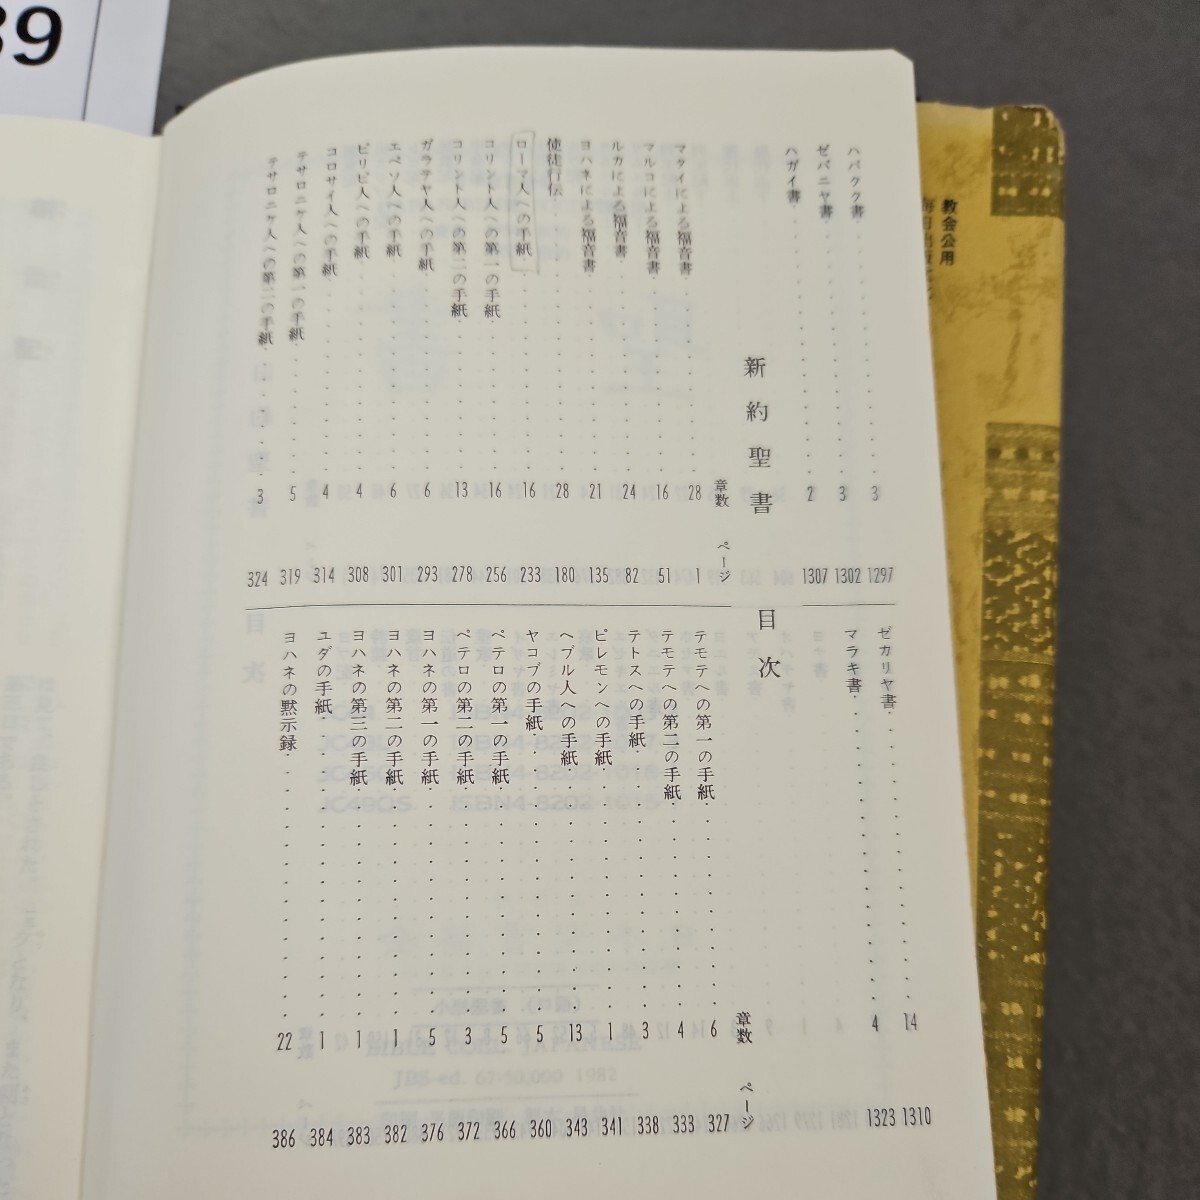 39
教会公用
ハバクク書 3 1297
ゼパニヤ書 3 1302
ハガイ書 2 1307
ゼカリヤ書 14 1310
マラキ書 4 1323
新約聖書 目次
章数 ページ
マタイによる福音書 28 1
マルコによる福音書 16 51
ルカによる福音書 24 82
ヨハネによる福音書 21 135
使徒行伝 28 180
ローマ人への手紙 16 233
コリント人への第一の手紙 16 256
コリント人への第二の手紙 13 278
ガラテヤ人への手紙 6 293
エペソ人への手紙 6 301
ピリピ人への手紙 4 308
コロサイ人への手紙 4 314
テサロニケ人への第一の手紙 5 319
テサロニケ人への第二の手紙 3 324
章数 ページ
テモテへの第一の手紙 6 327
テモテへの第二の手紙 4 333
テトスへの手紙 3 338
ピレモンへの手紙 1 341
ヘブル人への手紙 13 343
ヤコブの手紙 5 360
ペテロの第一の手紙 5 366
ペテロの第二の手紙 3 372
ヨハネの第一の手紙 5 376
ヨハネの第二の手紙 1 382
ヨハネの第三の手紙 1 383
ユダの手紙 1 384
ヨハネの黙示録 22 386